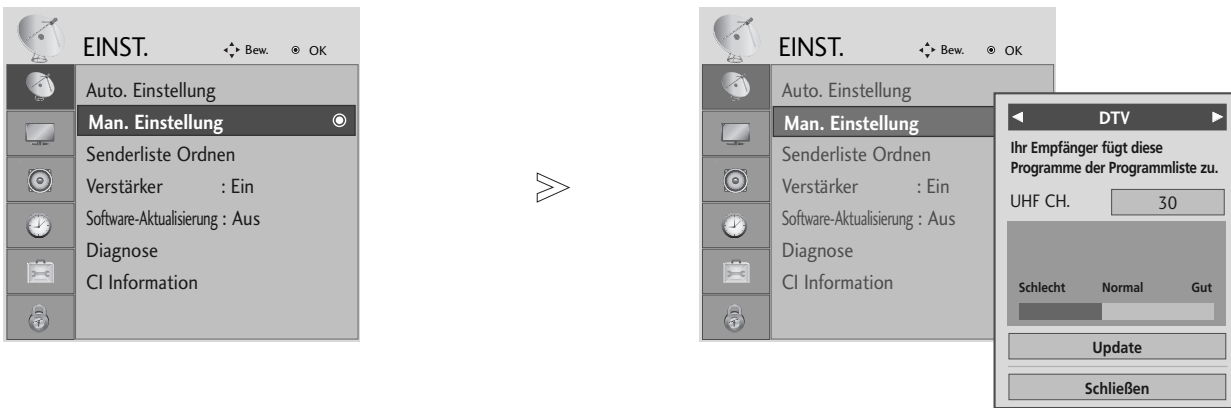 EINST. Bew. OK
Auto. Einstellung
Man. Einstellung
Senderliste Ordnen
Verstärker : Ein
Software-Aktualisierung : Aus
Diagnose
CI Information
EINST. Bew. OK
Auto. Einstellung
Man. Einstellung
Senderliste Ordnen
Verstärker : Ein
Software-Aktualisierung : Aus
Diagnose
CI Information
DTV
Ihr Empfänger fügt diese
Programme der Programmliste zu.
UHF CH. 30
Schlecht Normal Gut
Update
Schließen